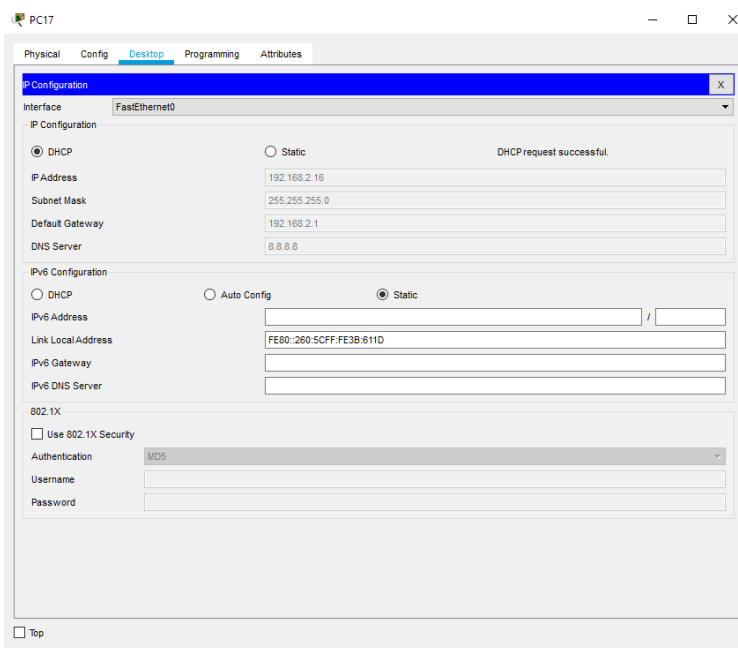 PC17
Physical Config Desktop Programming Attributes
IP Configuration X
Interface FastEthernet0
IP Configuration
DHCP Static DHCP request successful.
IP Address 192.168.2.16
Subnet Mask 255.255.255.0
Default Gateway 192.168.2.1
DNS Server 8.8.8.8
IPv6 Configuration
DHCP Auto Config Static
IPv6 Address /
Link Local Address FE80::260:5CFF:FE3B:611D
IPv6 Gateway
IPv6 DNS Server
802.1X
Use 802.1X Security
Authentication MD5
Username
Password
Top